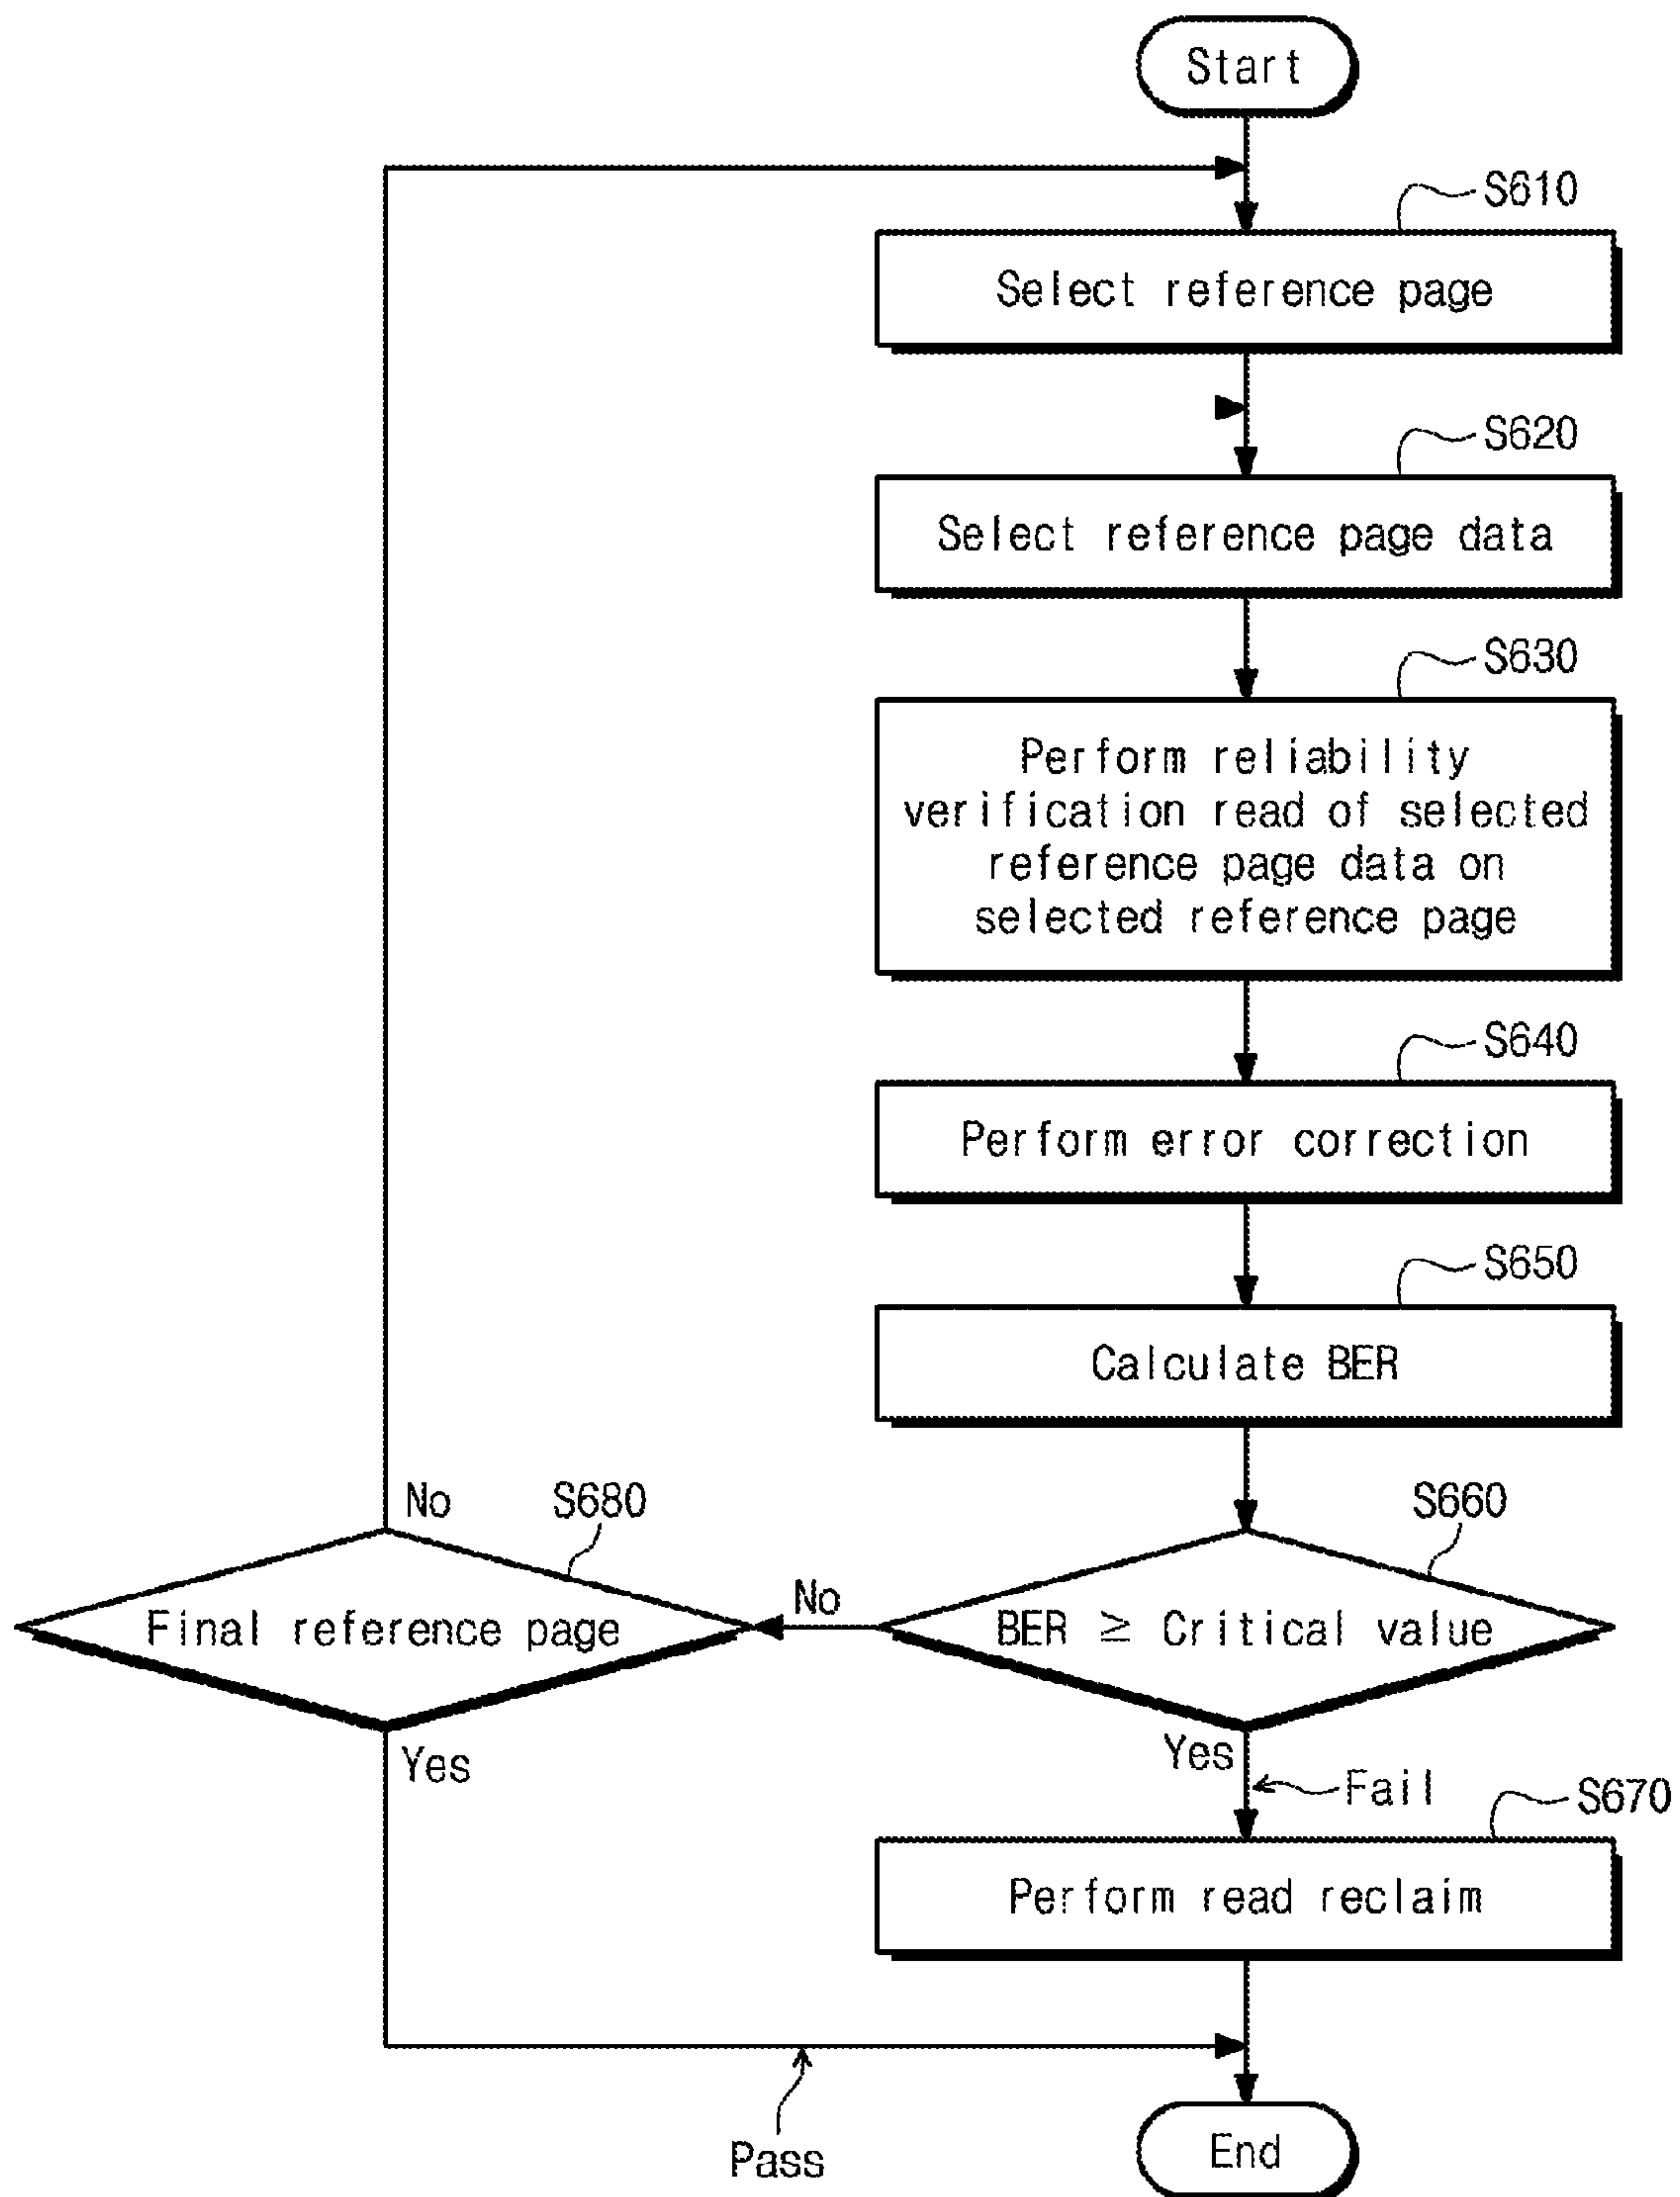 Start
S610
Select reference page
S620
Select reference page data
S630
Perform reliability
verification read of selected
reference page data on
selected reference page
S640
Perform error correction
S650
Calculate BER
No
S680
S660
Final reference page
No
BER ≥ Critical value
Yes
Yes
Fail
S670
Perform read reclaim
Pass
End